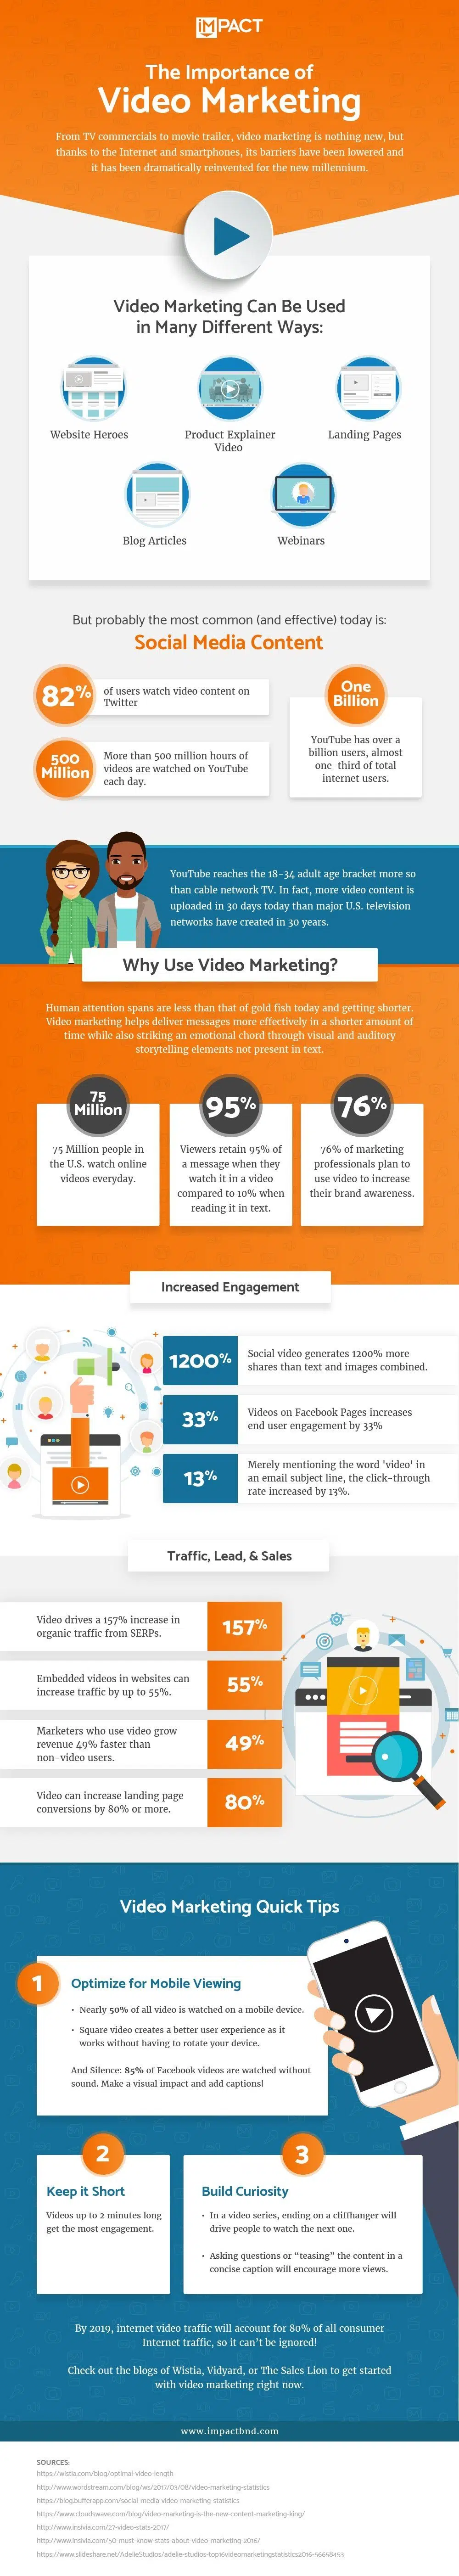 iMPACT
The Importance of
Video Marketing
From TV commercials to movie trailer, video marketing is nothing new, but
thanks to the Internet and smartphones, its barriers have been lowered and
it has been dramatically reinvented for the new millennium.
Video Marketing Can Be Used
in Many Different Ways:
Website Heroes
Product Explainer
Video
Landing Pages
Blog Articles
Webinars
But probably the most common (and effective) today is:
Social Media Content
82%
of users watch video content on
Twitter
500
Million
More than 500 million hours of
videos are watched on YouTube
each day.
One
Billion
YouTube has over a
billion users, almost
one-third of total
internet users.
YouTube reaches the 18-34 adult age bracket more so
than cable network TV. In fact, more video content is
uploaded in 30 days today than major U.S. television
networks have created in 30 years.
Why Use Video Marketing?
Human attention spans are less than that of gold fish today and getting shorter.
Video marketing helps deliver messages more effectively in a shorter amount of
time while also striking an emotional chord through visual and auditory
storytelling elements not present in text.
75
Million
75 Million people in
the U.S. watch online
videos everyday.
95%
Viewers retain 95% of
a message when they
watch it in a video
compared to 10% when
reading it in text.
76%
76% of marketing
professionals plan to
use video to increase
their brand awareness.
Increased Engagement
1200%
Social video generates 1200% more
shares than text and images combined.
33%
Videos on Facebook Pages increases
end user engagement by 33%
13%
Merely mentioning the word 'video' in
an email subject line, the click-through
rate increased by 13%.
Traffic, Lead, & Sales
Video drives a 157% increase in
organic traffic from SERPs.
157%
Embedded videos in websites can
increase traffic by up to 55%.
55%
Marketers who use video grow
revenue 49% faster than
non-video users.
49%
Video can increase landing page
conversions by 80% or more.
80%
Video Marketing Quick Tips
1
Optimize for Mobile Viewing
• Nearly 50% of all video is watched on a mobile device.
• Square video creates a better user experience as it
works without having to rotate your device.
And Silence: 85% of Facebook videos are watched without
sound. Make a visual impact and add captions!
2
Keep it Short
Videos up to 2 minutes long
get the most engagement.
3
Build Curiosity
• In a video series, ending on a cliffhanger will
drive people to watch the next one.
• Asking questions or “teasing” the content in a
concise caption will encourage more views.
By 2019, internet video traffic will account for 80% of all consumer
Internet traffic, so it can't be ignored!
Check out the blogs of Wistia, Vidyard, or The Sales Lion to get started
with video marketing right now.
www.impactbnd.com
SOURCES:
https://wistia.com/blog/optimal-video-length
http://www.wordstream.com/blog/ws/2017/03/08/video-marketing-statistics
https://blog.bufferapp.com/social-media-video-marketing-statistics
https://www.cloudswave.com/blog/video-marketing-is-the-new-content-marketing-king/
http://www.insivia.com/27-video-stats-2017/
http://www.insivia.com/50-must-know-stats-about-video-marketing-2016/
https://www.slideshare.net/AdelieStudios/adelie-studios-top16videomarketingstatistics2016-56658453